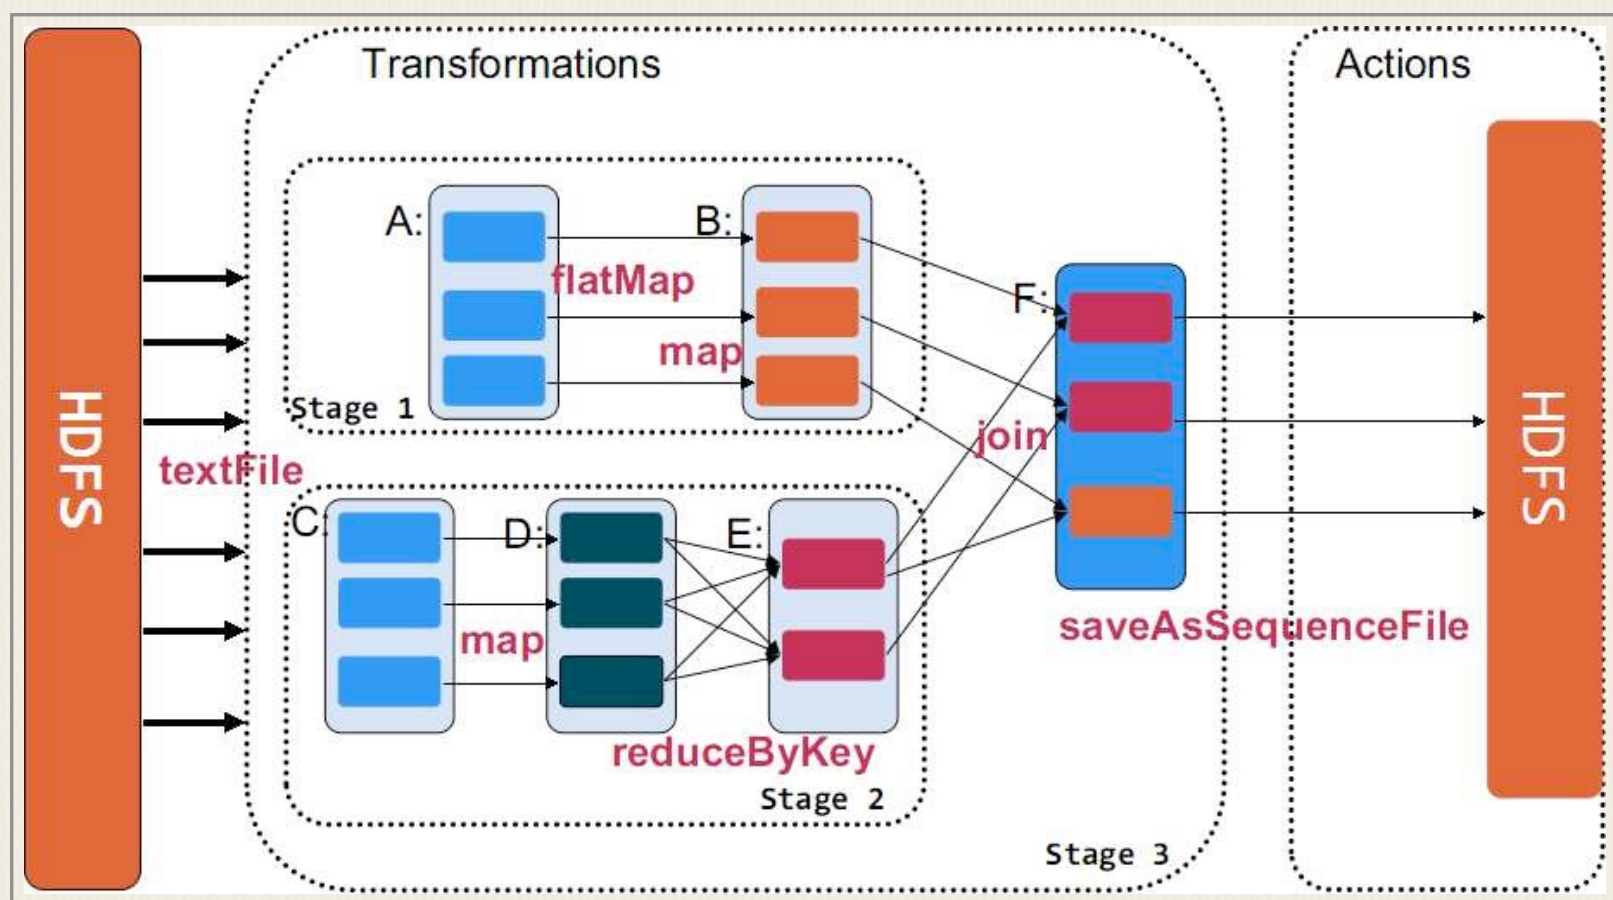 Transformations
Actions
A:
B:
flatMap
map
Stage 1
F:
join
HDFS
textFile
HDFS
C:
D:
E:
map
reduceByKey
Stage 2
saveAsSequenceFile
Stage 3